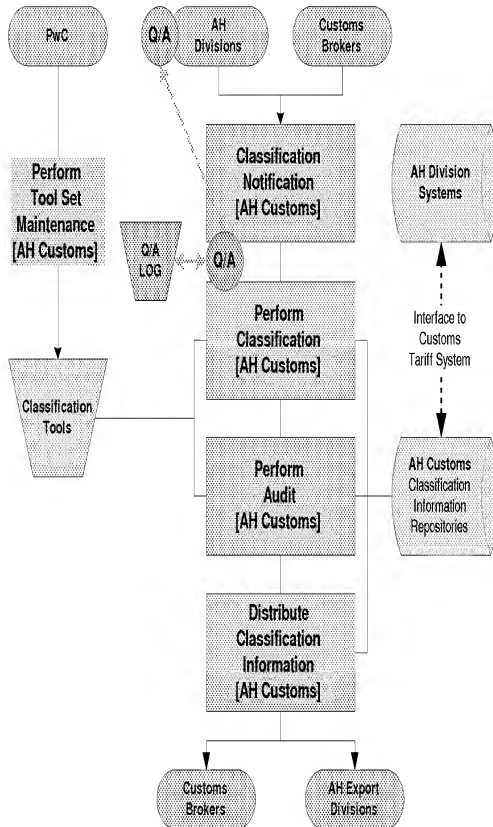 PwC
Q/A
AH
Divisions
Customs
Brokers
Classification
Notification
[AH Customs]
AH Division
Systems
Perform
Tool Set
Maintenance
[AH Customs]
Q/A
LOG
Q/A
Interface to
Customs
Tariff System
Perform
Classification
[AH Customs]
Classification
Tools
Perform
Audit
[AH Customs]
AH Customs
Classification
Information
Repositories
Distribute
Classification
Information
[AH Customs]
Customs
Brokers
AH Export
Divisions